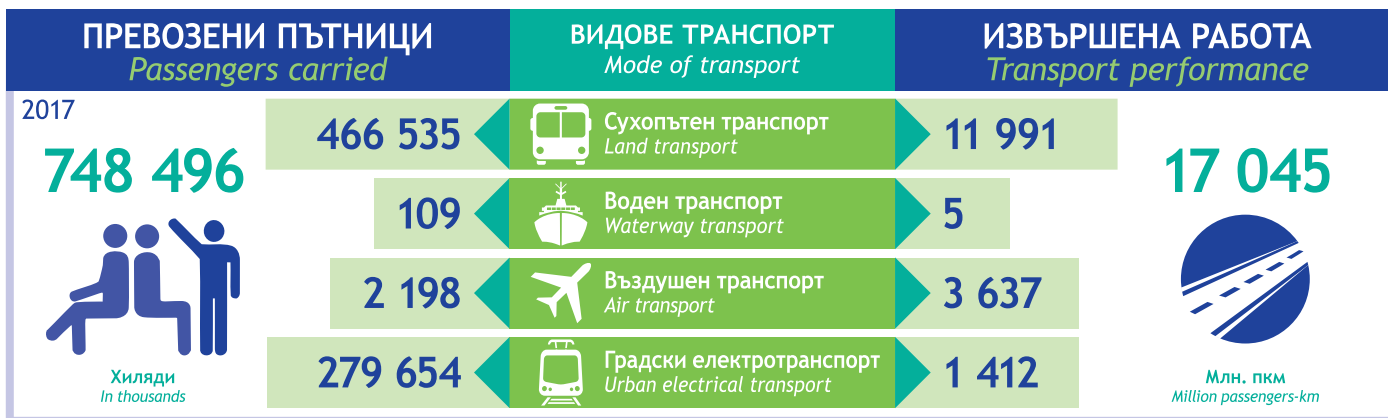 ПРЕВОЗЕНИ ПЪТНИЦИ
Passengers carried
ВИДОВЕ ТРАНСПОРТ
Mode of transport
ИЗВЪРШЕНА РАБОТА
Transport performance
2017
748 496
Хиляди
In thousands
466 535
Сухопътен транспорт
Land transport
11 991
109
Воден транспорт
Waterway transport
5
2 198
Въздушен транспорт
Air transport
3 637
279 654
Градски електротранспорт
Urban electrical transport
1 412
17 045
Млн. пкм
Million passengers-km